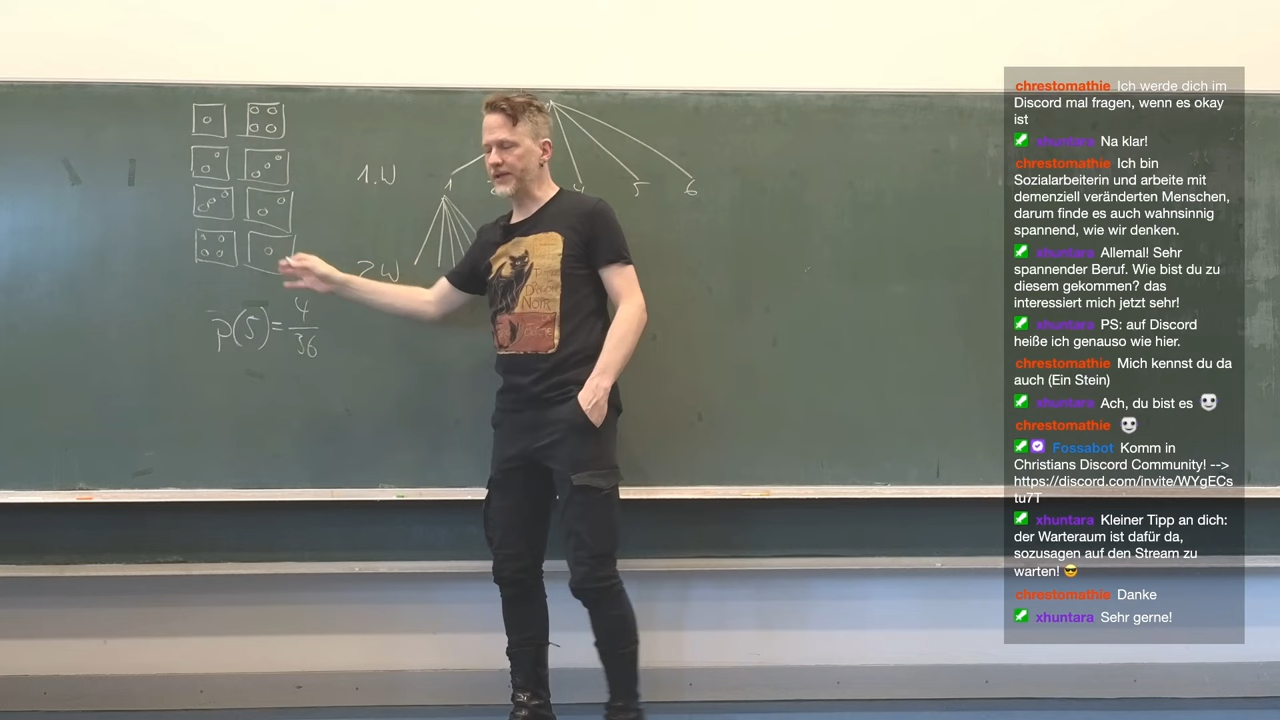 1.W
1
4
5
6
2W
p(5)=4/36
DU
NOIR
chrestomathie Ich werde dich im
Discord mal fragen, wenn es okay
ist
xhuntara Na klar!
chrestomathie Ich bin
Sozialarbeiterin und arbeite mit
demenziell veränderten Menschen,
darum finde es auch wahnsinnig
spannend, wie wir denken.
xhuntara Allemal! Sehr
spannender Beruf. Wie bist du zu
diesem gekommen? das
interessiert mich jetzt sehr!
xhuntara PS: auf Discord
heiße ich genauso wie hier.
chrestomathie Mich kennst du da
auch (Ein Stein)
xhuntara Ach, du bist es
chrestomathie
Fossabot Komm in
Christians Discord Community! -->
https://discord.com/invite/WYgECs
tu7T
xhuntara Kleiner Tipp an dich:
der Warteraum ist dafür da,
sozusagen auf den Stream zu
warten! 😎
chrestomathie Danke
xhuntara Sehr gerne!